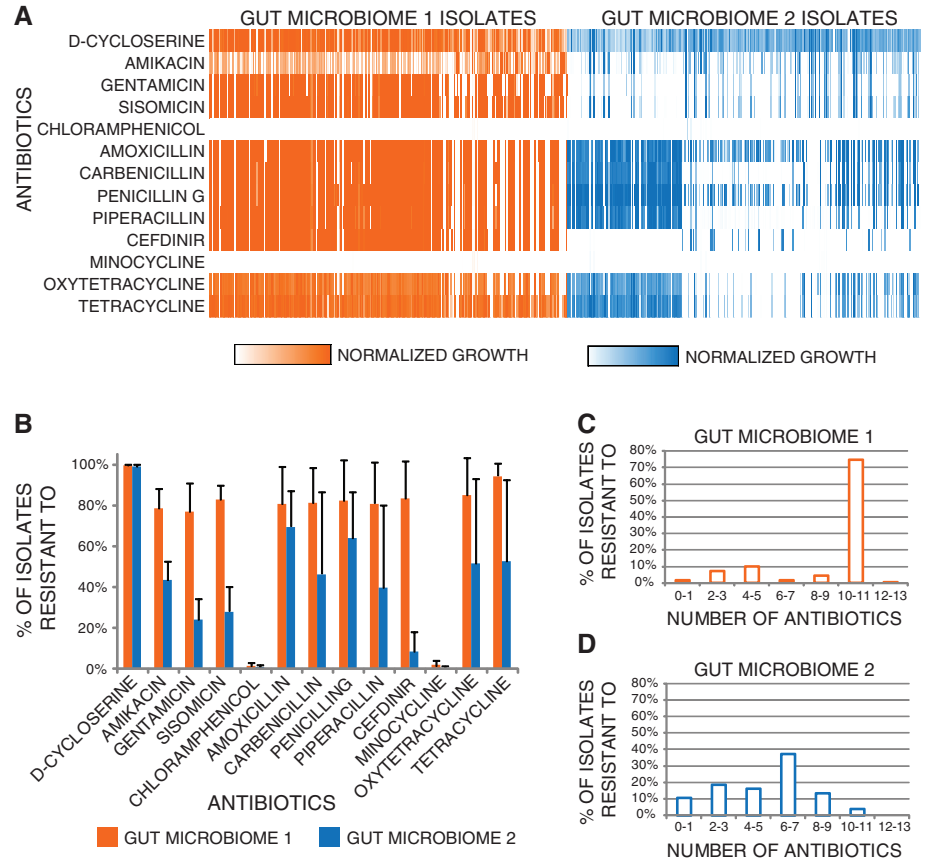 A
GUT MICROBIOME 1 ISOLATES
GUT MICROBIOME 2 ISOLATES
ANTIBIOTICS
D-CYCLOSERINE
AMIKACIN
GENTAMICIN
SISOMICIN
CHLORAMPHENICOL
AMOXICILLIN
CARBENICILLIN
PENICILLIN G
PIPERACILLIN
CEFDINIR
MINOCYCLINE
OXYTETRACYCLINE
TETRACYCLINE
NORMALIZED GROWTH
NORMALIZED GROWTH
B
% OF ISOLATES
RESISTANT TO
100%
80%
60%
40%
20%
0%
D-CYCLOSERINE
AMIKACIN
GENTAMICIN
SISOMICIN
CHLORAMPHENICOL
AMOXICILLIN
CARBENICILLIN
PENICILLING
PIPERACILLIN
CEFDINIR
MINOCYCLINE
OXYTETRACYCLINE
TETRACYCLINE
ANTIBIOTICS
GUT MICROBIOME 1
GUT MICROBIOME 2
C
GUT MICROBIOME 1
% OF ISOLATES
RESISTANT TO
80%
70%
60%
50%
40%
30%
20%
10%
0%
0-1 2-3 4-5 6-7 8-9 10-11 12-13
NUMBER OF ANTIBIOTICS
D
GUT MICROBIOME 2
% OF ISOLATES
RESISTANT TO
80%
70%
60%
50%
40%
30%
20%
10%
0%
0-1 2-3 4-5 6-7 8-9 10-11 12-13
NUMBER OF ANTIBIOTICS